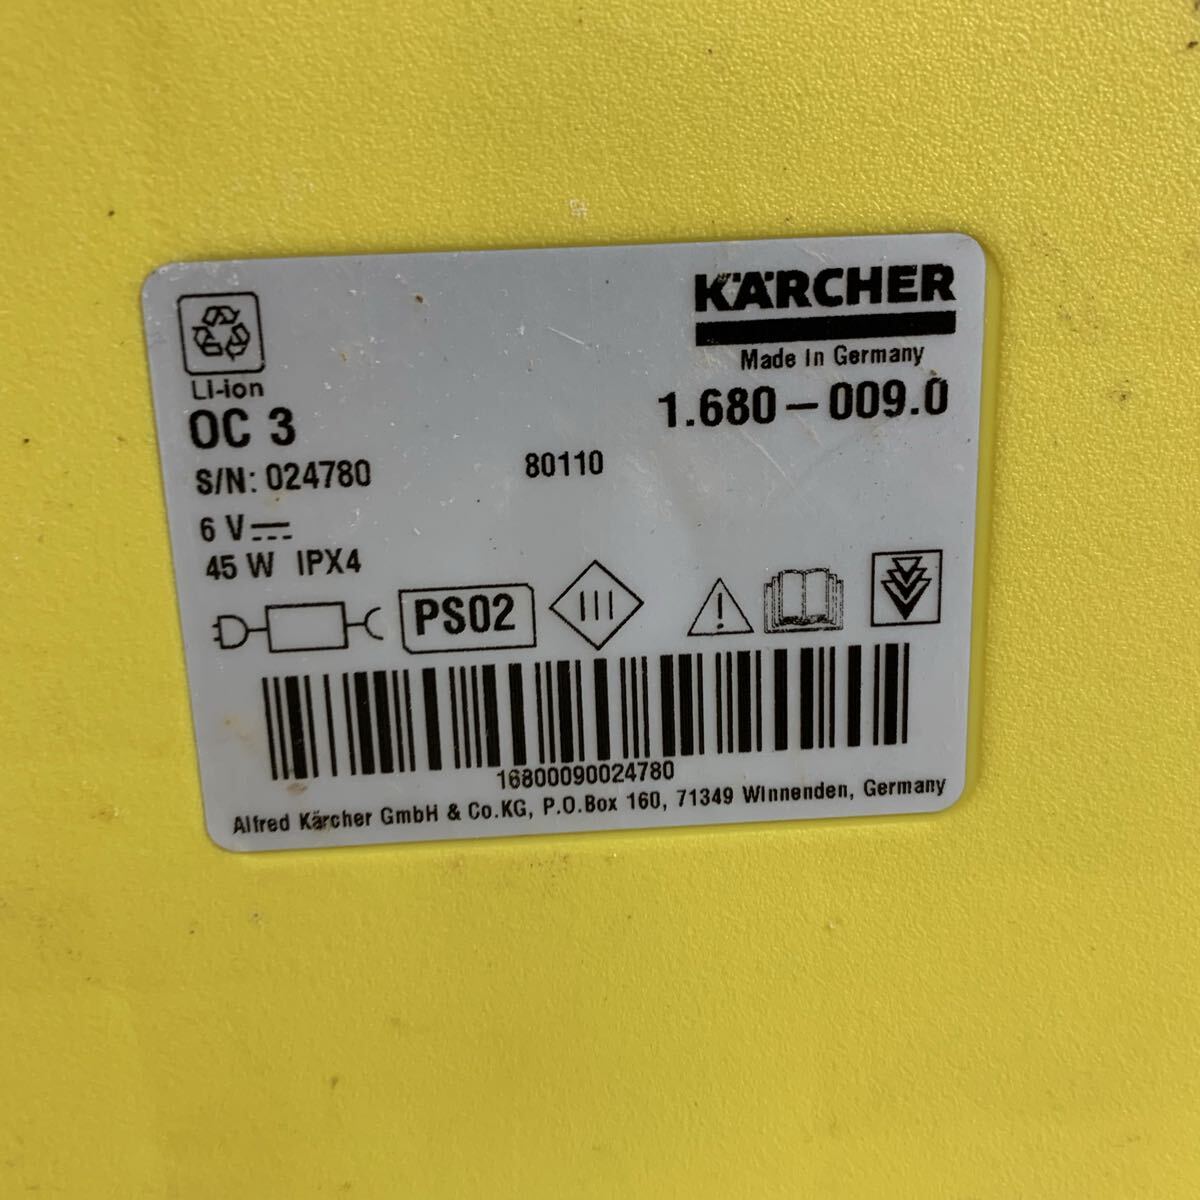 KÄRCHER
Made in Germany
Li-ion
OC 3
1.680-009.0
S/N: 024780
80110
6 V
45 W IPX4
PS02
16800090024780
Alfred Kärcher GmbH & Co.KG, P.O.Box 160, 71349 Winnenden, Germany